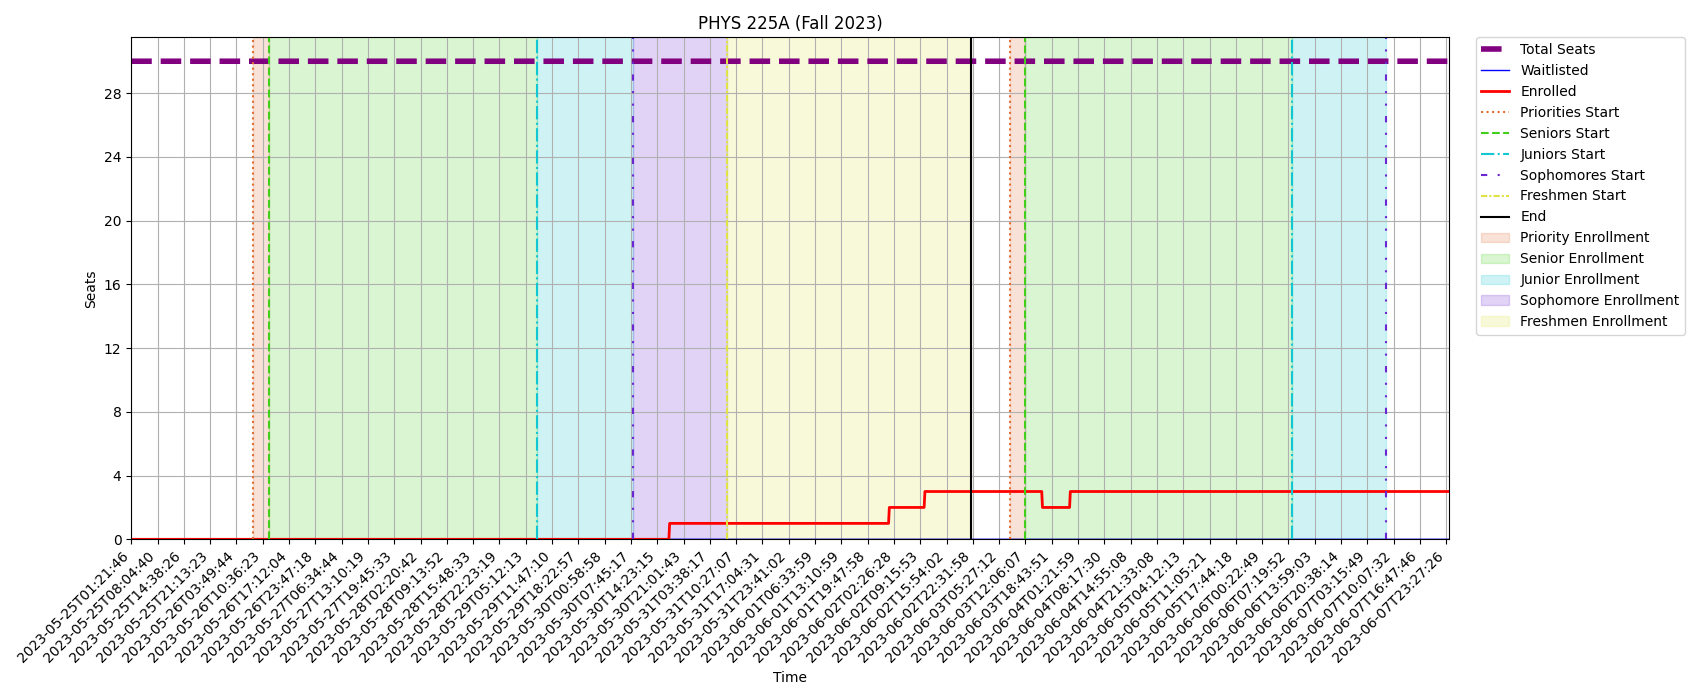 PHYS 225A (Fall 2023)
Seats
28
24
20
16
12
8
4
0
2023-05-25T01:21:46
2023-05-25T08:04:40
2023-05-25T14:38:26
2023-05-25T21:13:23
2023-05-26T03:49:44
2023-05-26T10:36:23
2023-05-26T17:12:04
2023-05-26T23:47:18
2023-05-27T06:34:44
2023-05-27T13:10:19
2023-05-27T19:45:33
2023-05-28T02:20:42
2023-05-28T09:13:52
2023-05-28T15:48:33
2023-05-28T22:23:19
2023-05-29T05:12:13
2023-05-29T11:47:10
2023-05-29T18:22:57
2023-05-30T00:58:58
2023-05-30T07:45:17
2023-05-30T14:23:15
2023-05-30T21:01:43
2023-05-31T03:38:17
2023-05-31T10:27:07
2023-05-31T17:04:31
2023-05-31T23:41:02
2023-06-01T06:33:59
2023-06-01T13:10:59
2023-06-01T19:47:58
2023-06-02T02:26:28
2023-06-02T09:15:53
2023-06-02T15:54:02
2023-06-02T22:31:58
2023-06-03T05:27:12
2023-06-03T12:06:07
2023-06-03T18:43:51
2023-06-04T01:21:59
2023-06-04T08:17:30
2023-06-04T14:55:08
2023-06-04T21:33:08
2023-06-05T04:12:13
2023-06-05T11:05:21
2023-06-05T17:44:18
2023-06-06T00:22:49
2023-06-06T07:19:52
2023-06-06T13:59:03
2023-06-06T20:38:14
2023-06-07T03:15:49
2023-06-07T10:07:32
2023-06-07T16:47:46
2023-06-07T23:27:26
Time
Total Seats
Waitlisted
Enrolled
Priorities Start
Seniors Start
Juniors Start
Sophomores Start
Freshmen Start
End
Priority Enrollment
Senior Enrollment
Junior Enrollment
Sophomore Enrollment
Freshmen Enrollment